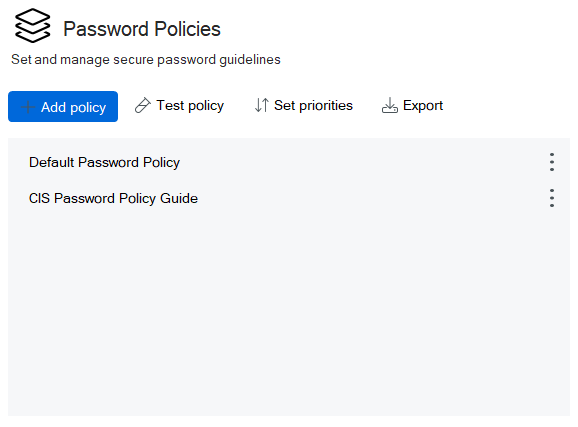 Password Policies
Set and manage secure password guidelines
Add policy Test policy Set priorities Export
Default Password Policy
CIS Password Policy Guide